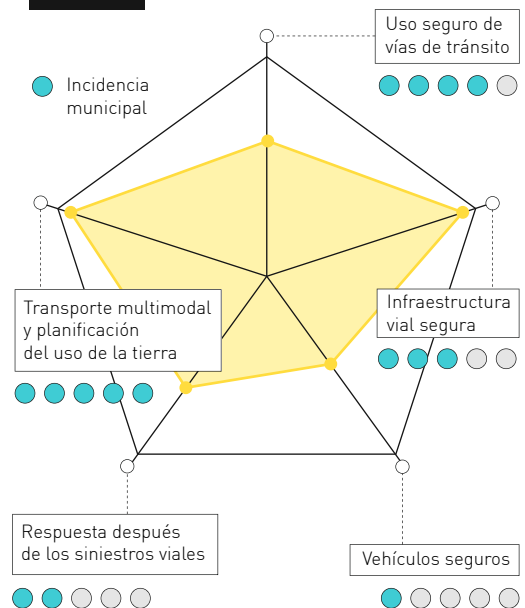 Uso seguro de
vías de tránsito
Incidencia
municipal
Transporte multimodal
y planificación
del uso de la tierra
Infraestructura
vial segura
Respuesta después
de los siniestros viales
Vehículos seguros